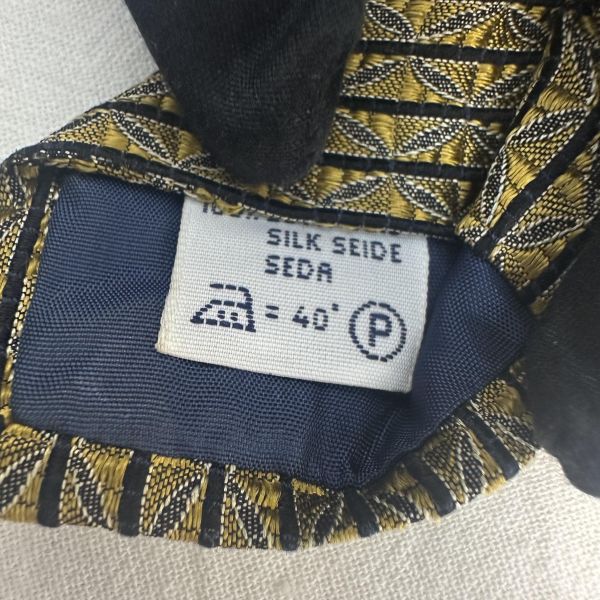 SILK SEIDE
SEDA
= 40° P